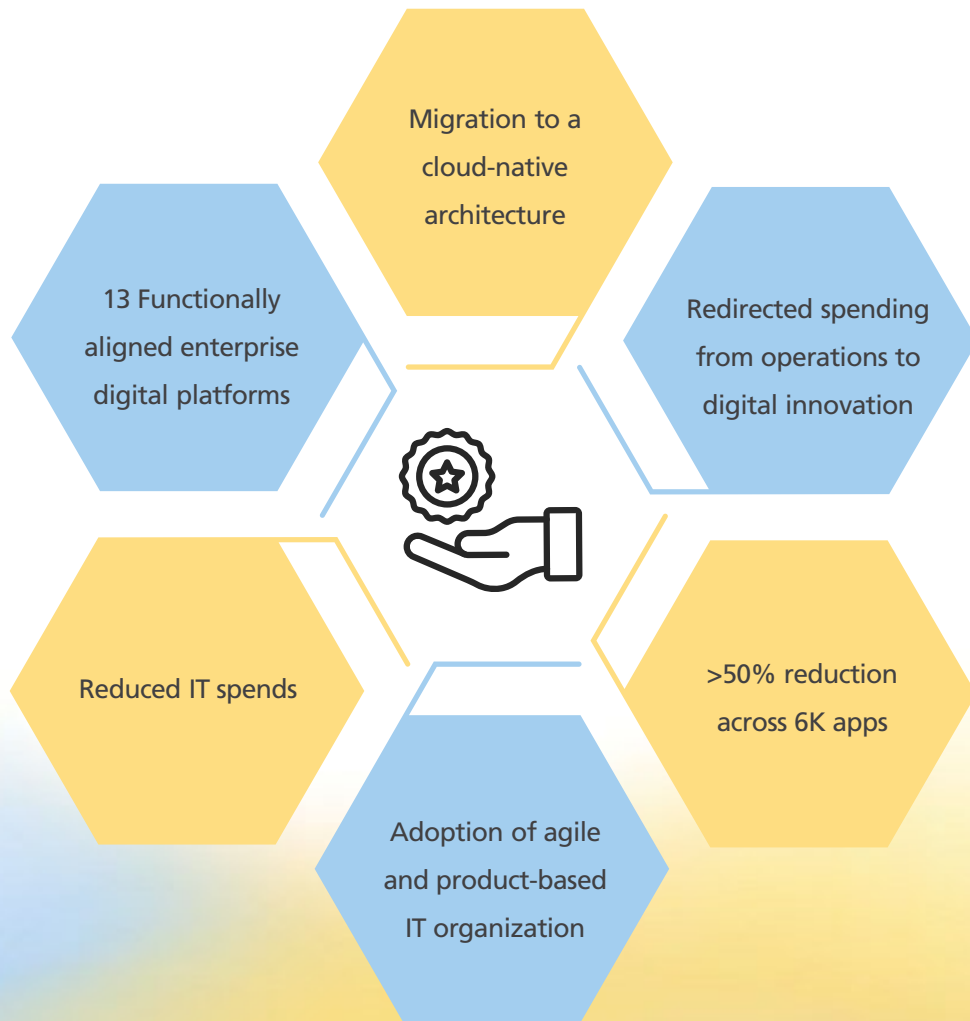 Migration to a
cloud-native
architecture
13 Functionally
aligned enterprise
digital platforms
Redirected spending
from operations to
digital innovation
Reduced IT spends
>50% reduction
across 6K apps
Adoption of agile
and product-based
IT organization